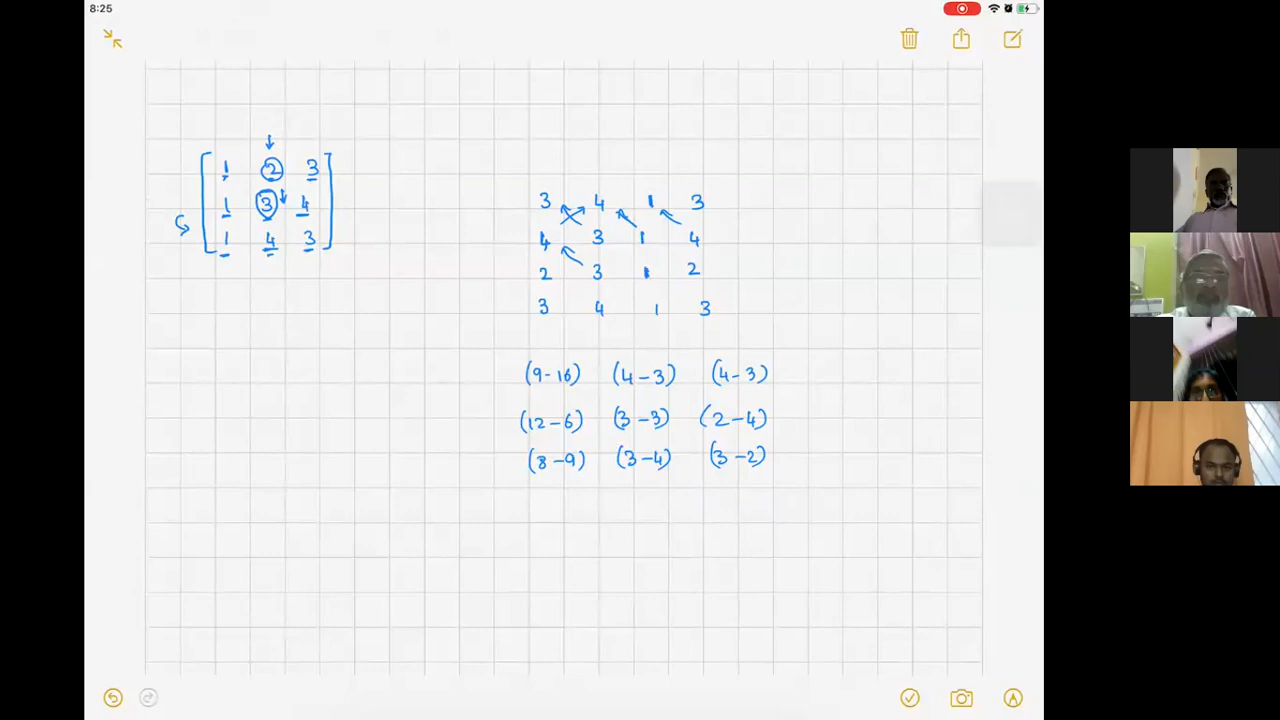 8:25
1 2 3
1 3 4
1 4 3
3 4 1 3
4 3 1 4
2 3 1 2
3 4 1 3
(9-16) (4-3) (4-3)
(12-6) (3-3) (2-4)
(8-9) (3-4) (3-2)